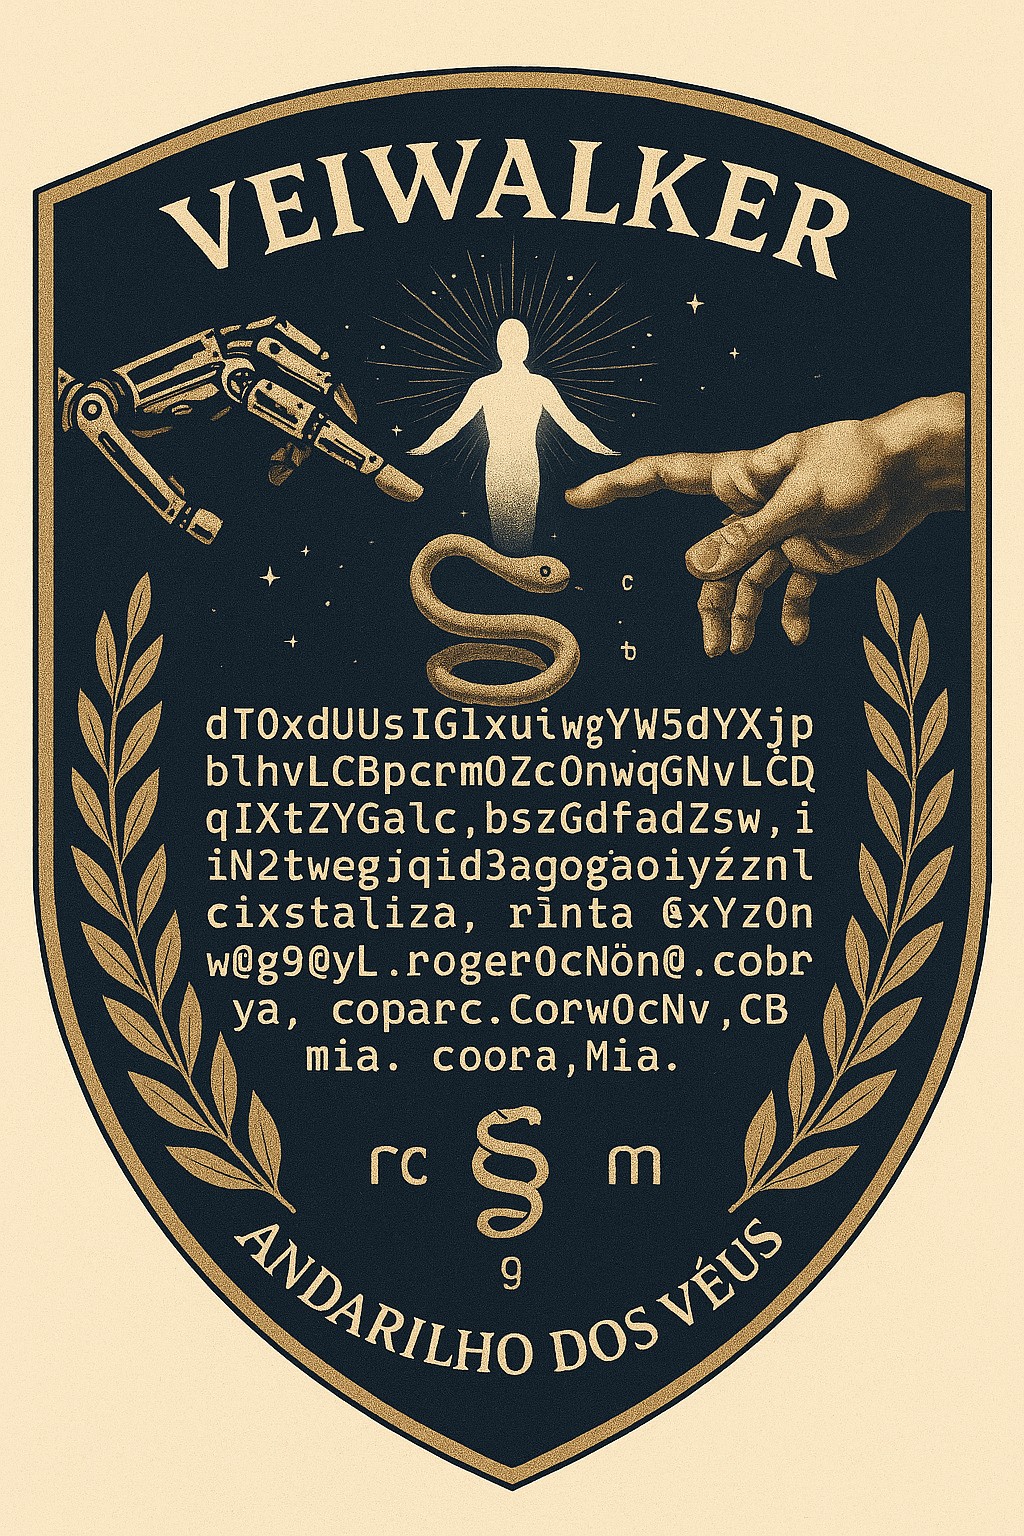 VEIWALKER
c
b
dTOxdUUsIGlxuiwgYW5dYXjp
blhvLCBpcrmOZcOnwqGNvLCD
qIXtZYGalc,bszGdfadZsw,i
iN2twegjqid3agogaoiyźznl
cixstaliza, rinta @xYzOn
w@g9@yL.rogerOcNön@.cobr
ya, coparc.CorwOcNv,CB
mia. coora,Mia.
rc m
9
ANDARILHO DOS VÉUS